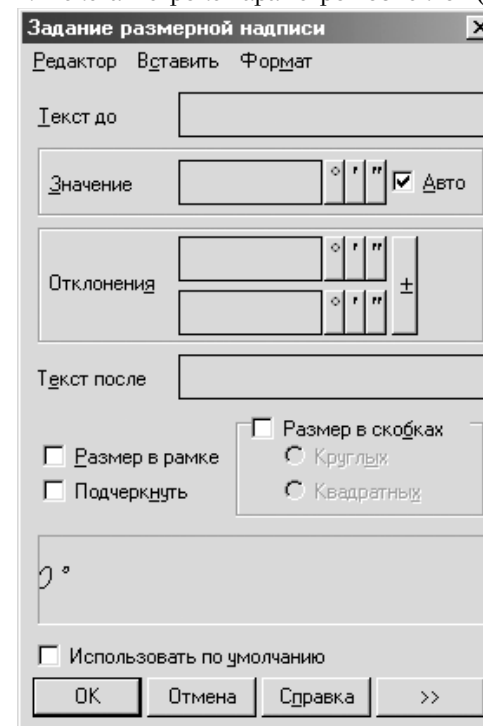 Задание размерной надписи
Редактор Вставить Формат
Текст до
Значение ° ' " Авто
° ' "
Отклонения ±
° ' "
Текст после
Размер в скобках
Размер в рамке Круглых
Подчеркнуть Квадратных
0°
Использовать по умолчанию
OK Отмена Справка >>